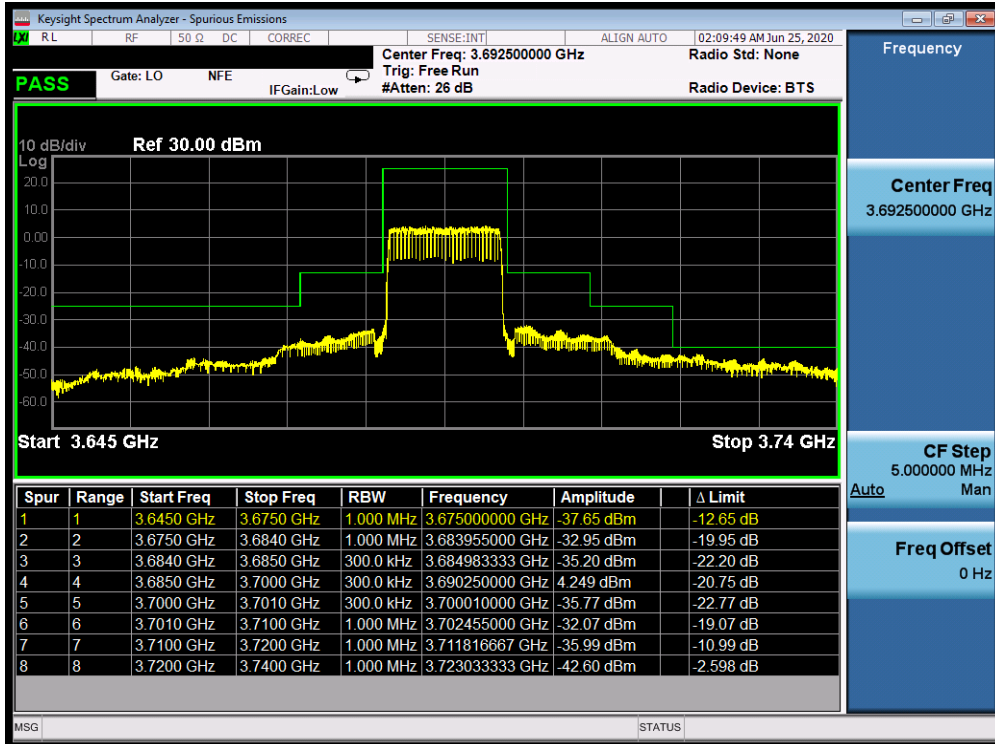 Keysight Spectrum Analyzer - Spurious Emissions
LXI RL RF 50 Ω DC CORREC SENSE:INT ALIGN AUTO 02:09:49 AM Jun 25, 2020
Center Freq: 3.692500000 GHz Radio Std: None
PASS Gate: LO NFE Trig: Free Run
IFGain:Low #Atten: 26 dB Radio Device: BTS
10 dB/div Ref 30.00 dBm
Log
20.0
10.0
0.00
-10.0
-20.0
-30.0
-40.0
-50.0
-60.0
Start 3.645 GHz Stop 3.74 GHz
Spur Range Start Freq Stop Freq RBW Frequency Amplitude Δ Limit
1 1 3.6450 GHz 3.6750 GHz 1.000 MHz 3.675000000 GHz -37.65 dBm -12.65 dB
2 2 3.6750 GHz 3.6840 GHz 1.000 MHz 3.683955000 GHz -32.95 dBm -19.95 dB
3 3 3.6840 GHz 3.6850 GHz 300.0 kHz 3.684983333 GHz -35.20 dBm -22.20 dB
4 4 3.6850 GHz 3.7000 GHz 300.0 kHz 3.690250000 GHz 4.249 dBm -20.75 dB
5 5 3.7000 GHz 3.7010 GHz 300.0 kHz 3.700010000 GHz -35.77 dBm -22.77 dB
6 6 3.7010 GHz 3.7100 GHz 1.000 MHz 3.702455000 GHz -32.07 dBm -19.07 dB
7 7 3.7100 GHz 3.7200 GHz 1.000 MHz 3.711816667 GHz -35.99 dBm -10.99 dB
8 8 3.7200 GHz 3.7400 GHz 1.000 MHz 3.723033333 GHz -42.60 dBm -2.598 dB
MSG STATUS
Frequency
Center Freq
3.692500000 GHz
CF Step
5.000000 MHz
Auto Man
Freq Offset
0 Hz